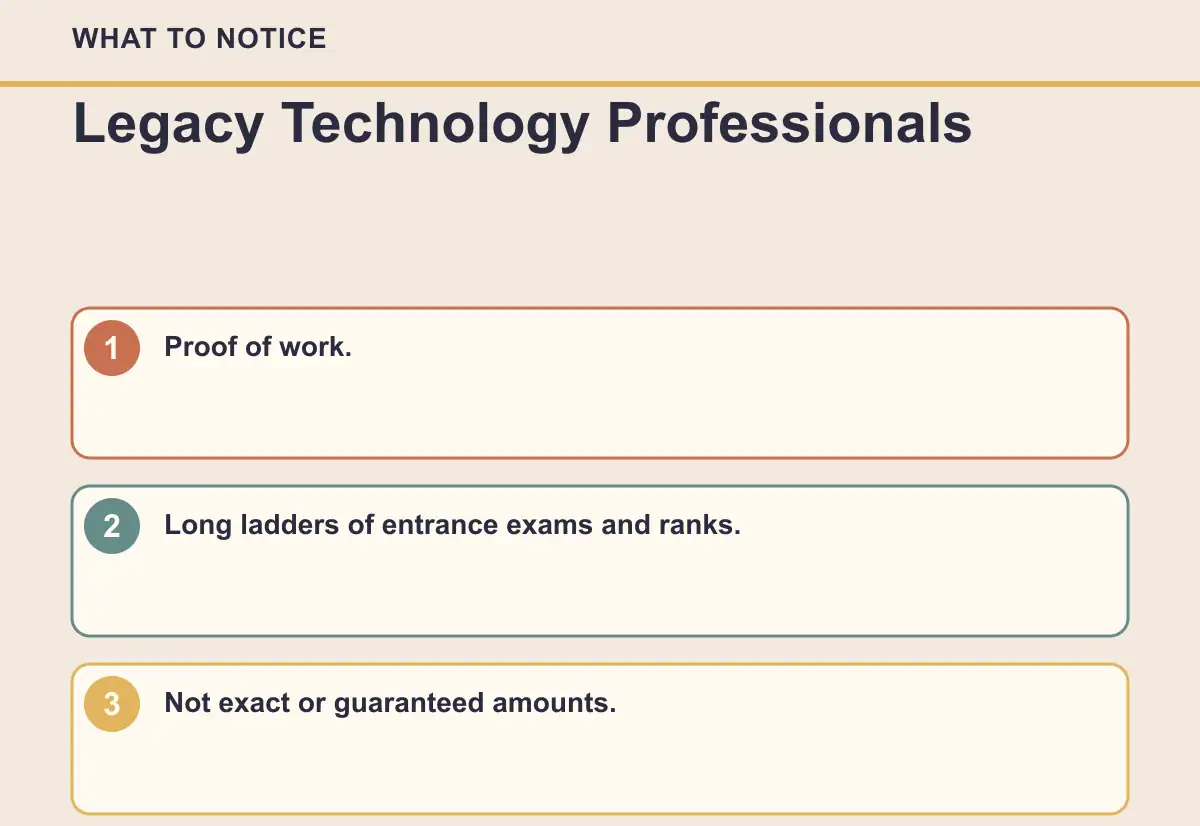 WHAT TO NOTICE
Legacy Technology Professionals
1 Proof of work.
2 Long ladders of entrance exams and ranks.
3 Not exact or guaranteed amounts.